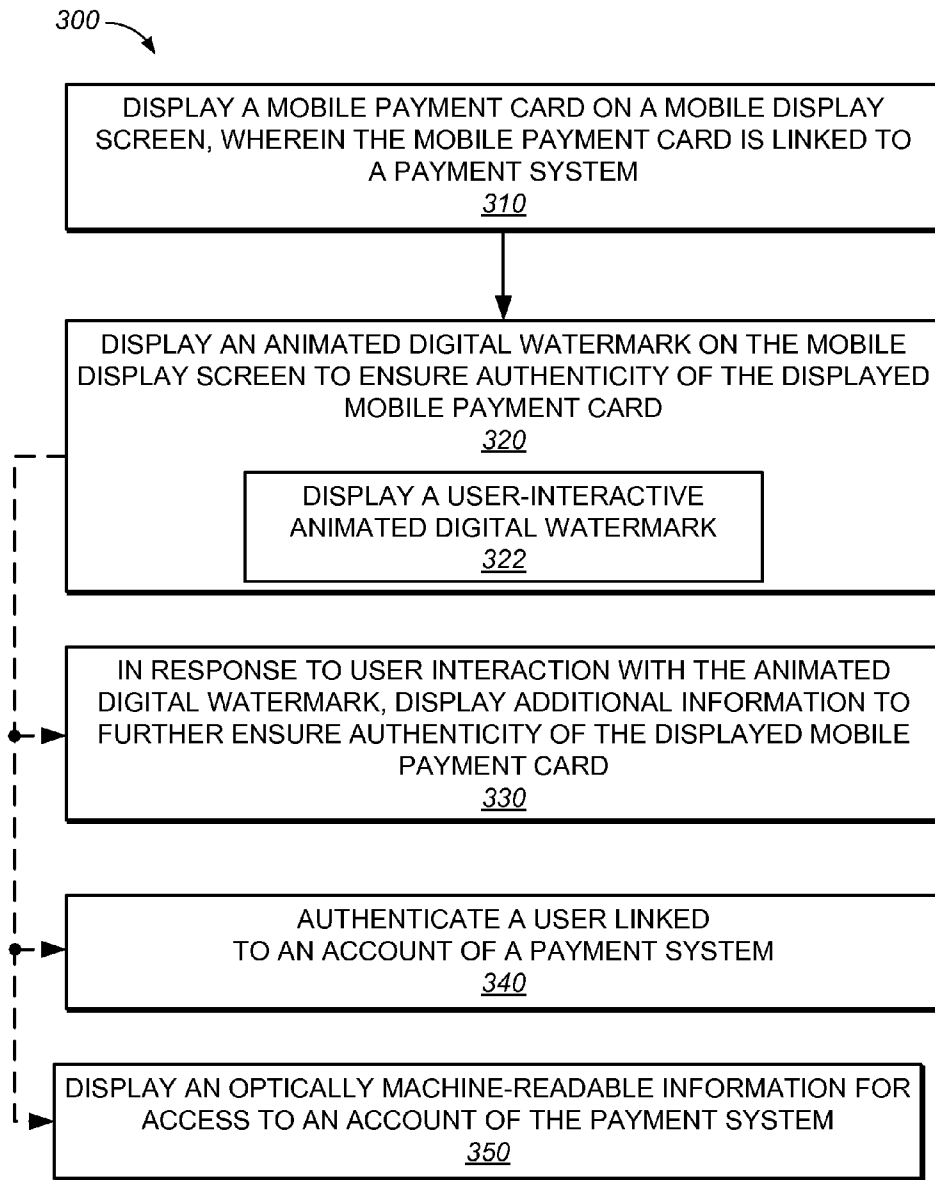 300
DISPLAY A MOBILE PAYMENT CARD ON A MOBILE DISPLAY
SCREEN, WHEREIN THE MOBILE PAYMENT CARD IS LINKED TO
A PAYMENT SYSTEM
310
DISPLAY AN ANIMATED DIGITAL WATERMARK ON THE MOBILE
DISPLAY SCREEN TO ENSURE AUTHENTICITY OF THE DISPLAYED
MOBILE PAYMENT CARD
320
DISPLAY A USER-INTERACTIVE
ANIMATED DIGITAL WATERMARK
322
IN RESPONSE TO USER INTERACTION WITH THE ANIMATED
DIGITAL WATERMARK, DISPLAY ADDITIONAL INFORMATION TO
FURTHER ENSURE AUTHENTICITY OF THE DISPLAYED MOBILE
PAYMENT CARD
330
AUTHENTICATE A USER LINKED
TO AN ACCOUNT OF A PAYMENT SYSTEM
340
DISPLAY AN OPTICALLY MACHINE-READABLE INFORMATION FOR
ACCESS TO AN ACCOUNT OF THE PAYMENT SYSTEM
350